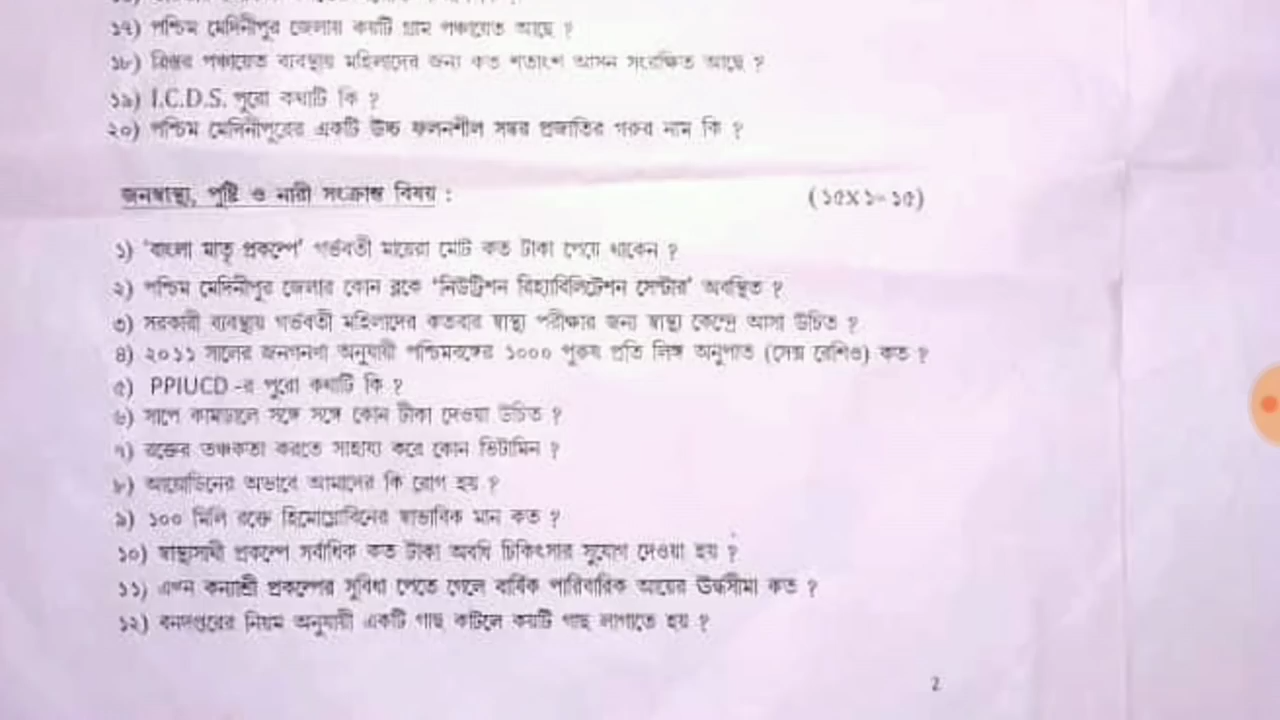 ১৭) পশ্চিম মেদিনীপুর জেলায় কয়টি গ্রাম পঞ্চায়েত আছে ?
১৮) ত্রিস্তর পঞ্চায়েত ব্যবস্থায় মহিলাদের জন্য কত শতাংশ আসন সংরক্ষিত আছে ?
১৯) I.C.D.S. পুরো কথাটি কি ?
২০) পশ্চিম মেদিনীপুরের একটি উচ্চ ফলনশীল সঙ্কর প্রজাতির গরুর নাম কি ?
জনস্বাস্থ্য, পুষ্টি ও নারী সংক্রান্ত বিষয় : (১৫X১=১৫)
১) 'বাংলা মাতৃ প্রকল্পে' গর্ভবতী মায়েরা মোট কত টাকা পেয়ে থাকেন ?
২) পশ্চিম মেদিনীপুর জেলার কোন ব্লকে 'নিউট্রিশন রিহ্যাবিলিটেশন সেন্টার' অবস্থিত ?
৩) সরকারী ব্যবস্থায় গর্ভবতী মহিলাদের কতবার স্বাস্থ্য পরীক্ষার জন্য স্বাস্থ্য কেন্দ্রে আসা উচিত ?
৪) ২০১১ সালের জনগনণা অনুযায়ী পশ্চিমবঙ্গের ১০০০ পুরুষ প্রতি লিঙ্গ অনুপাত (সেক্স রেশিও) কত ?
৫) PPIUCD -র পুরো কথাটি কি ?
৬) সাপে কামড়ালে সঙ্গে সঙ্গে কোন টীকা দেওয়া উচিত ?
৭) রক্তের তঞ্চকতা করতে সাহায্য করে কোন ভিটামিন ?
৮) আয়োডিনের অভাবে আমাদের কি রোগ হয় ?
৯) ১০০ মিলি রক্তে হিমোগ্লোবিনের স্বাভাবিক মান কত ?
১০) স্বাস্থ্যসাথী প্রকল্পে সর্বাধিক কত টাকা অবধি চিকিৎসার সুযোগ দেওয়া হয় ?
১১) এখন কন্যাশ্রী প্রকল্পের সুবিধা পেতে গেলে বার্ষিক পারিবারিক আয়ের উর্দ্ধসীমা কত ?
১২) বনদপ্তরের নিয়ম অনুযায়ী একটি গাছ কাটলে কয়টি গাছ লাগাতে হয় ?
2